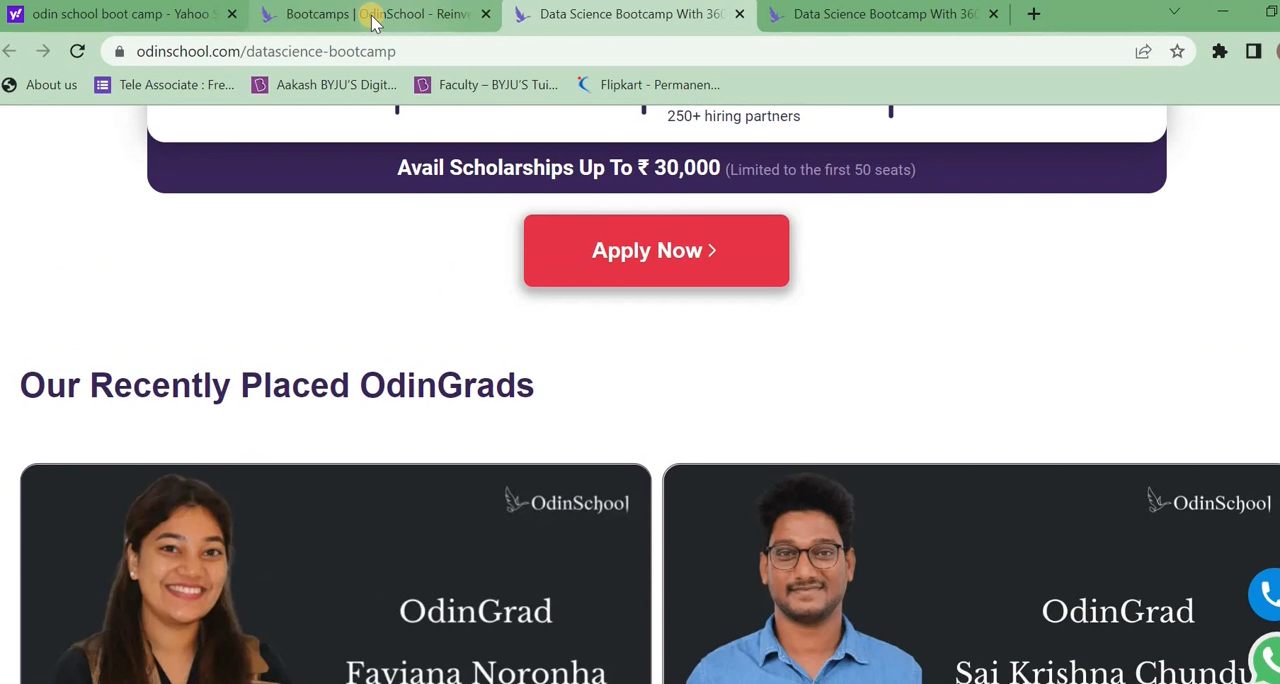 odin school boot camp - Yahoo S
Bootcamps | OdinSchool - Reinve
Data Science Bootcamp With 360
Data Science Bootcamp With 360
odinschool.com/datascience-bootcamp
About us
Tele Associate : Fre...
Aakash BYJU'S Digit...
Faculty – BYJU'S Tui...
Flipkart - Permanen...
250+ hiring partners
Avail Scholarships Up To ₹ 30,000 (Limited to the first 50 seats)
Apply Now >
Our Recently Placed OdinGrads
OdinSchool
OdinGrad
Faviana Noronha
OdinSchool
OdinGrad
Sai Krishna Chundu